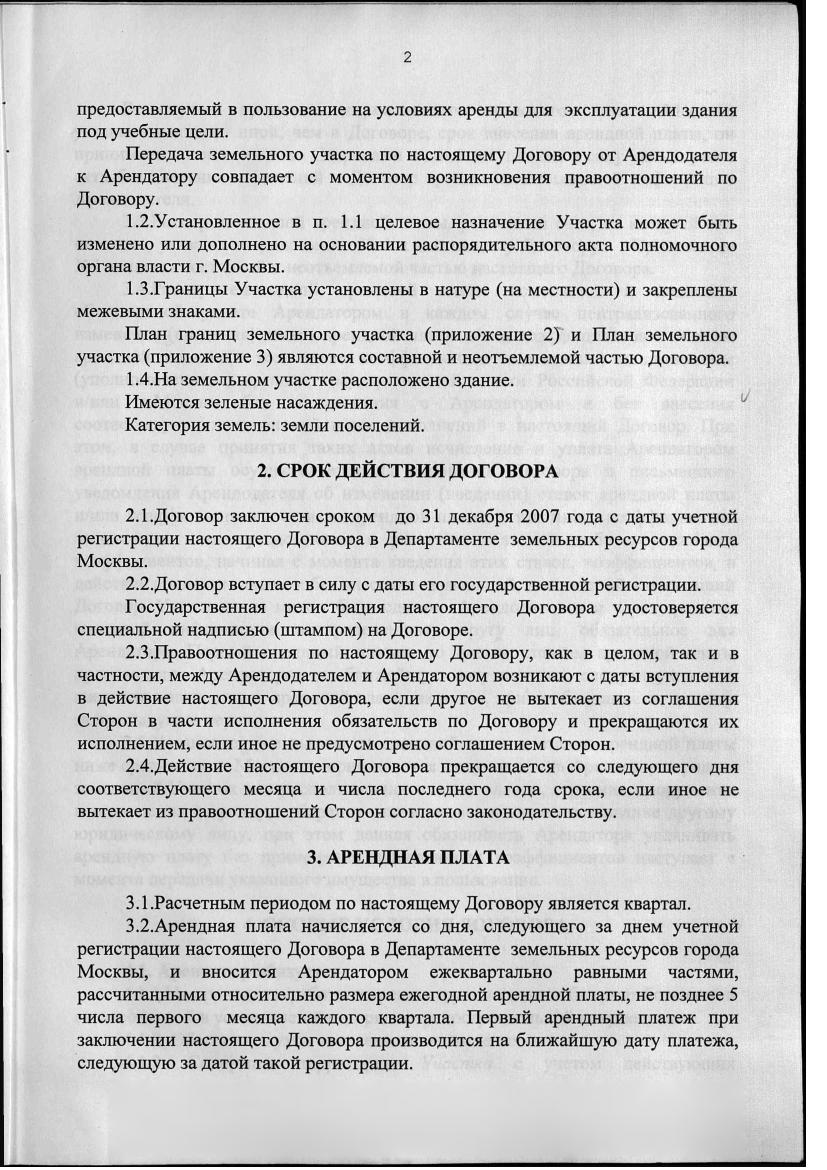 2
предоставляемый в пользование на условиях аренды для эксплуатации здания
под учебные цели.
Передача земельного участка по настоящему Договору от Арендодателя
к Арендатору совпадает с моментом возникновения правоотношений по
Договору.
1.2.Установленное в п. 1.1 целевое назначение Участка может быть
изменено или дополнено на основании распорядительного акта полномочного
органа власти г. Москвы.
1.3.Границы Участка установлены в натуре (на местности) и закреплены
межевыми знаками.
План границ земельного участка (приложение 2) и План земельного
участка (приложение 3) являются составной и неотъемлемой частью Договора.
1.4.На земельном участке расположено здание.
Имеются зеленые насаждения.
Категория земель: земли поселений.
2. СРОК ДЕЙСТВИЯ ДОГОВОРА
2.1.Договор заключен сроком до 31 декабря 2007 года с даты учетной
регистрации настоящего Договора в Департаменте земельных ресурсов города
Москвы.
2.2.Договор вступает в силу с даты его государственной регистрации.
Государственная регистрация настоящего Договора удостоверяется
специальной надписью (штампом) на Договоре.
2.3.Правоотношения по настоящему Договору, как в целом, так и в
частности, между Арендодателем и Арендатором возникают с даты вступления
в действие настоящего Договора, если другое не вытекает из соглашения
Сторон в части исполнения обязательств по Договору и прекращаются их
исполнением, если иное не предусмотрено соглашением Сторон.
2.4.Действие настоящего Договора прекращается со следующего дня
соответствующего месяца и числа последнего года срока, если иное не
вытекает из правоотношений Сторон согласно законодательству.
3. АРЕНДНАЯ ПЛАТА
3.1.Расчетным периодом по настоящему Договору является квартал.
3.2.Арендная плата начисляется со дня, следующего за днем учетной
регистрации настоящего Договора в Департаменте земельных ресурсов города
Москвы, и вносится Арендатором ежеквартально равными частями,
рассчитанными относительно размера ежегодной арендной платы, не позднее 5
числа первого месяца каждого квартала. Первый арендный платеж при
заключении настоящего Договора производится на ближайшую дату платежа,
следующую за датой такой регистрации.